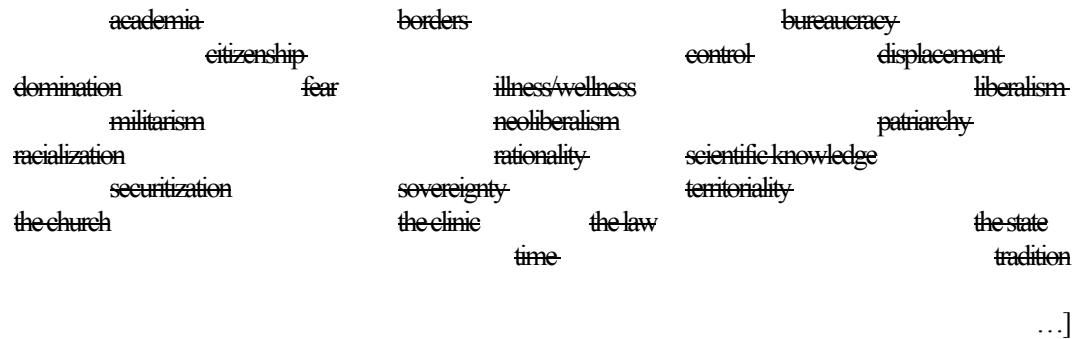 academia borders bureaucracy
citizenship control displacement
domination fear illness/wellness liberalism
militarism neoliberalism patriarchy
racialization rationality scientific knowledge
securitization sovereignty territoriality
the church the clinic the law the state
time tradition
…]